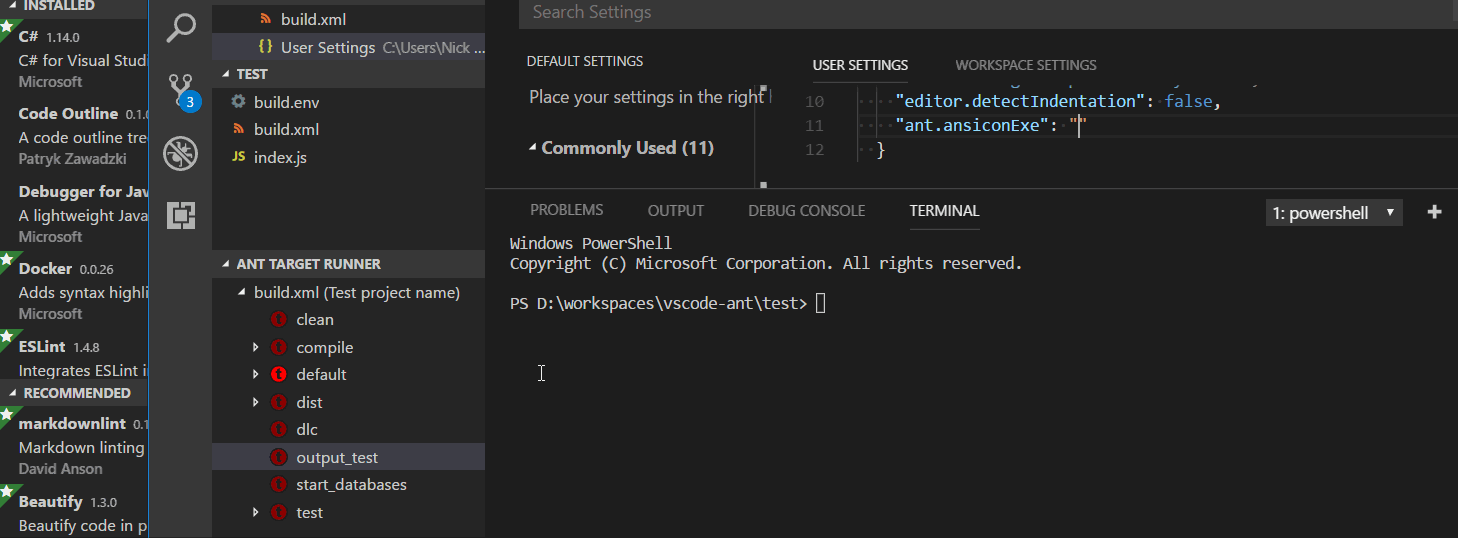 INSTALLED
C# 1.14.0
C# for Visual Studi
Microsoft
Code Outline 0.1.0
A code outline tre
Patryk Zawadzki
Debugger for Jav
A lightweight Java
Microsoft
Docker 0.0.26
Adds syntax highli
Microsoft
ESLint 1.4.8
Integrates ESLint i
RECOMMENDED
markdownlint 0.1
Markdown linting
David Anson
Beautify 1.3.0
Beautify code in p
3
build.xml
{} User Settings C:\Users\Nick ...
TEST
build.env
build.xml
JS index.js
ANT TARGET RUNNER
build.xml (Test project name)
t clean
t compile
t default
t dist
t dlc
t output_test
t start_databases
t test
Search Settings
DEFAULT SETTINGS
Place your settings in the right
Commonly Used (11)
USER SETTINGS WORKSPACE SETTINGS
10 "editor.detectIndentation": false,
11 "ant.ansiconExe": ""
12 }
PROBLEMS OUTPUT DEBUG CONSOLE TERMINAL 1: powershell
Windows PowerShell
Copyright (C) Microsoft Corporation. All rights reserved.
PS D:\workspaces\vscode-ant\test>